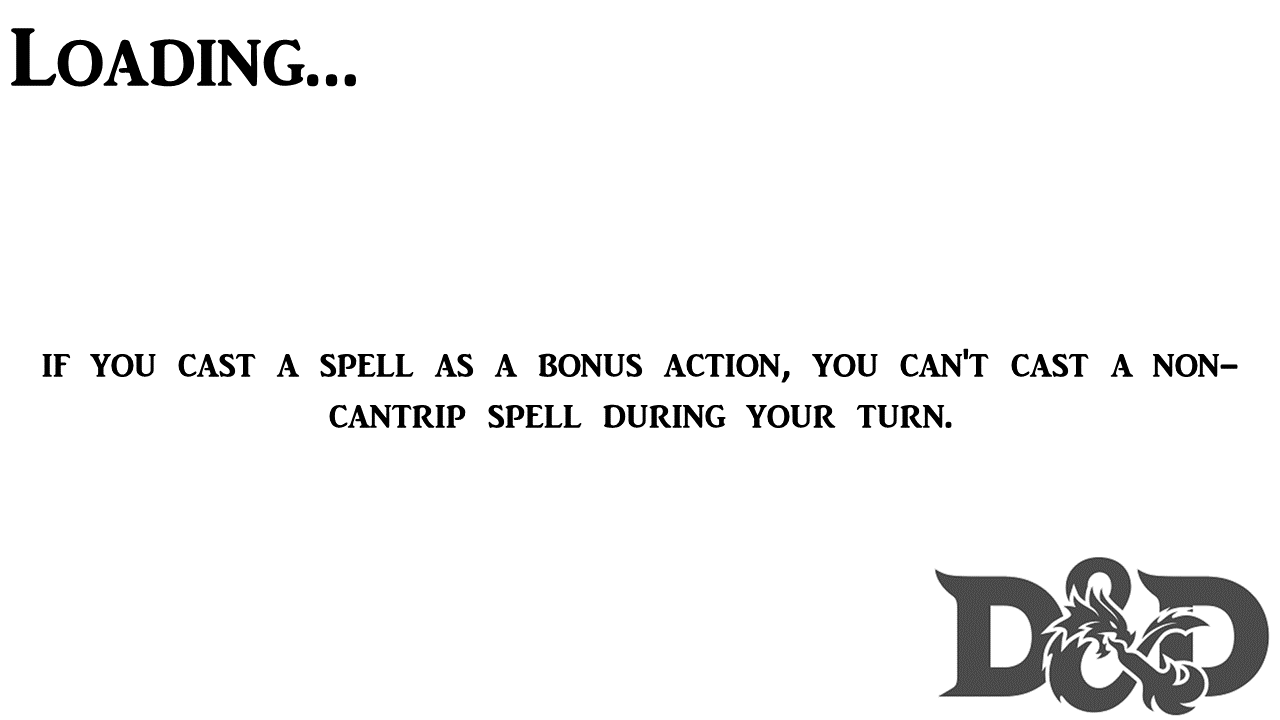 Loading...
IF YOU CAST A SPELL AS A BONUS ACTION, YOU CAN'T CAST A NON-
CANTRIP SPELL DURING YOUR TURN.
D&D